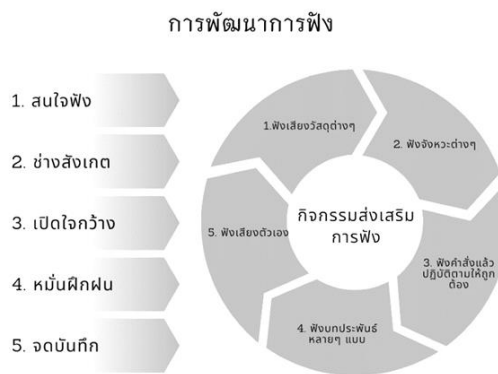 การพัฒนาการฟัง
1. สนใจฟัง
2. ช่างสังเกต
3. เปิดใจกว้าง
4. หมั่นฝึกฝน
5. จดบันทึก
กิจกรรมส่งเสริม
การฟัง
1.ฟังเสียงวัสดุต่างๆ
2. ฟังจังหวะต่างๆ
3. ฟังคำสั่งแล้ว
ปฏิบัติตามให้ถูก
ต้อง
4. ฟังบทประพันธ์
หลายๆ แบบ
5. ฟังเสียงตัวเอง